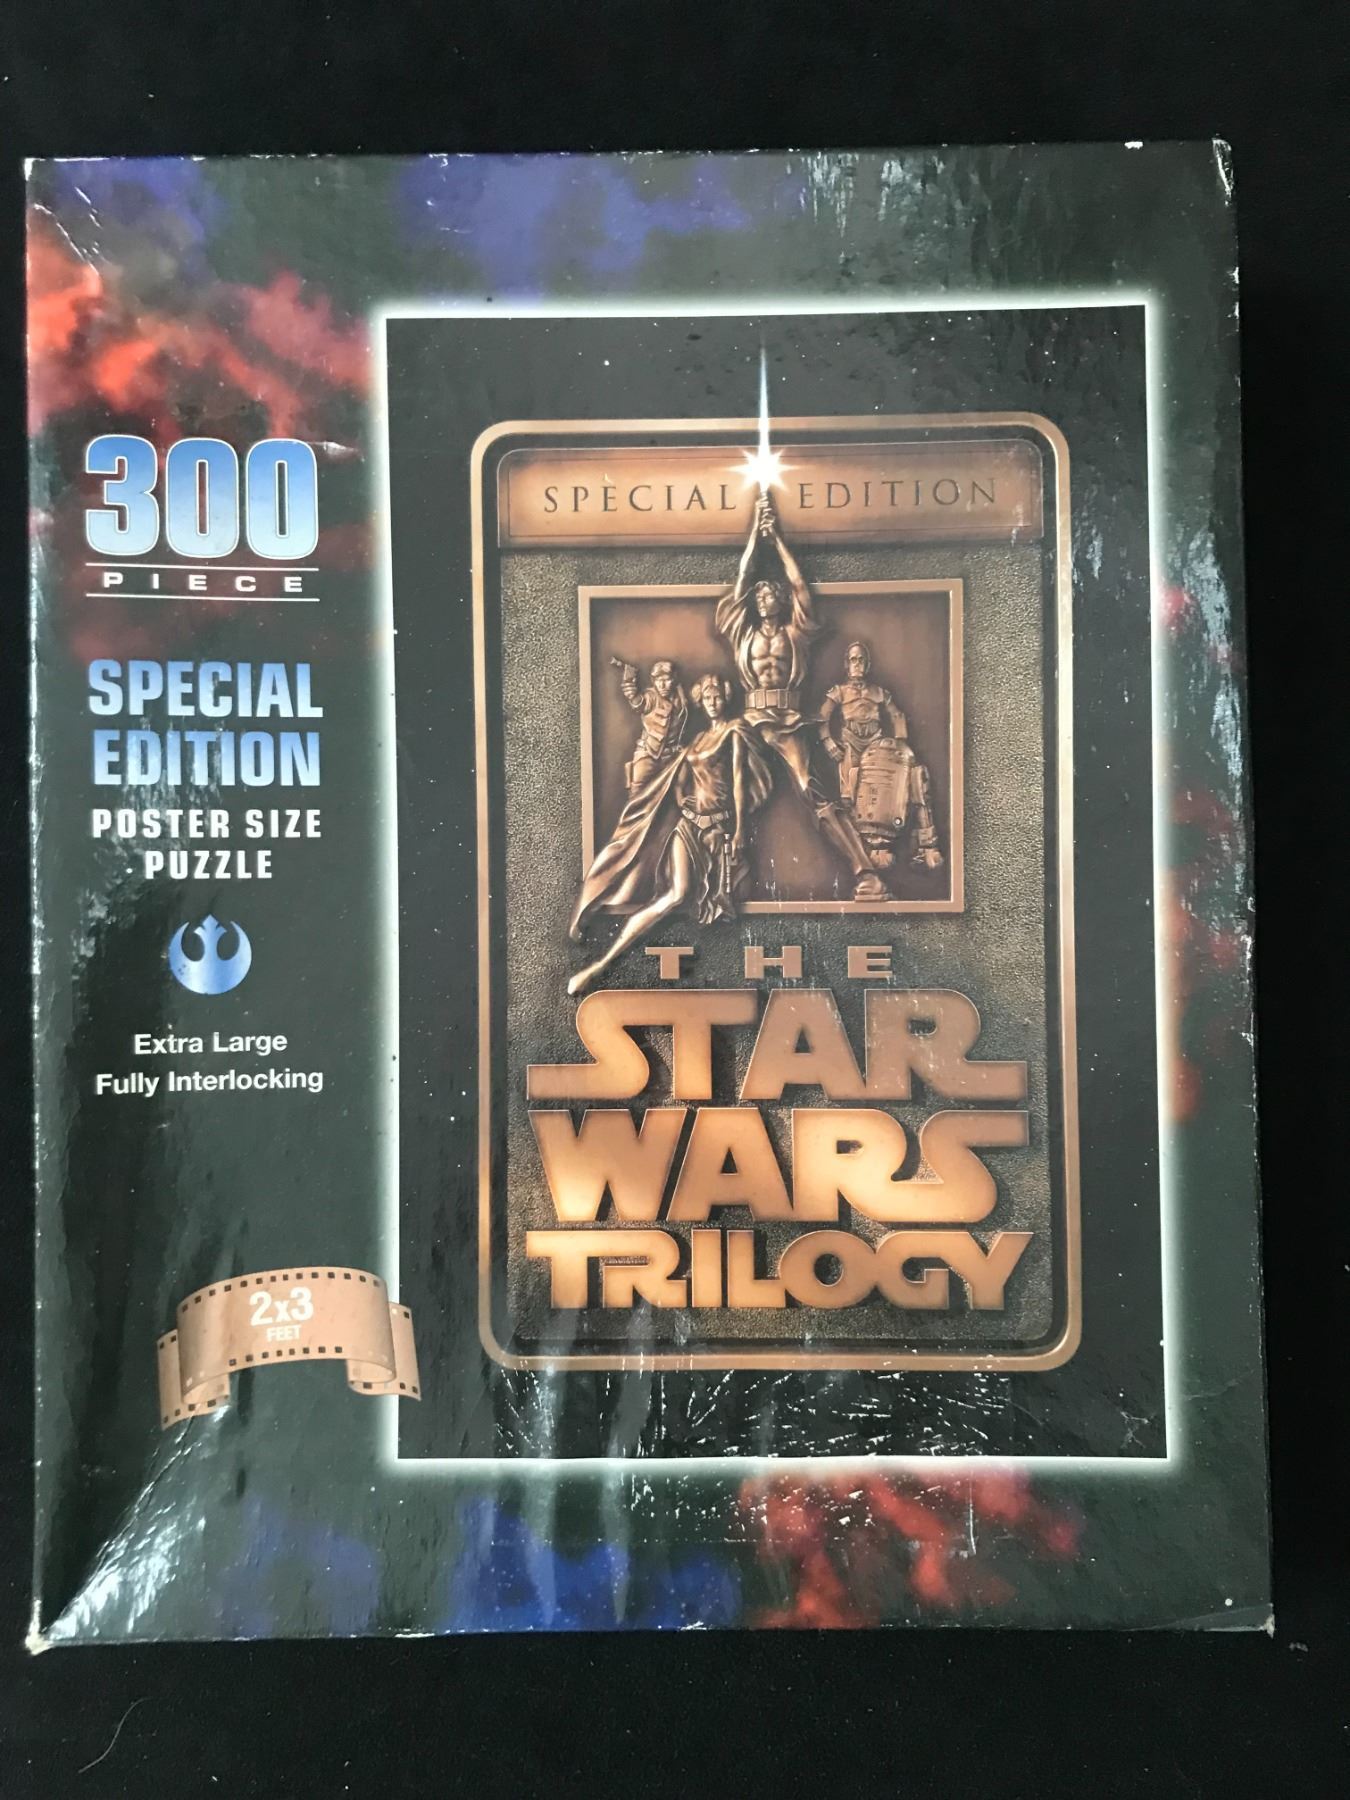 300
PIECE
SPECIAL
EDITION
POSTER SIZE
PUZZLE
Extra Large
Fully Interlocking
2x3
FEET
SPECIAL EDITION
THE
STAR
WARS
TRILOGY